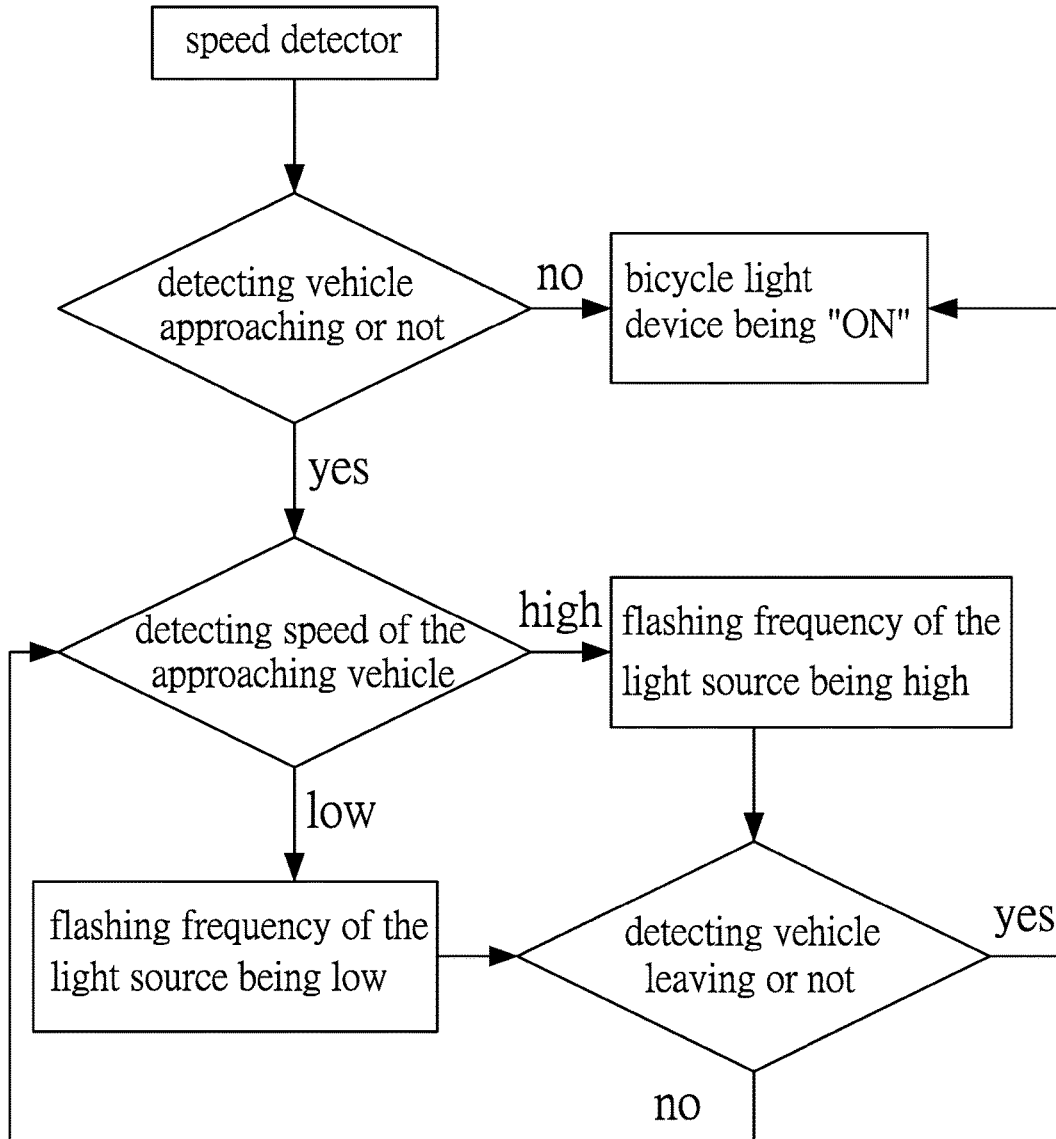 speed detector
detecting vehicle
approaching or not
no
bicycle light
device being "ON"
yes
detecting speed of the
approaching vehicle
high
flashing frequency of the
light source being high
low
flashing frequency of the
light source being low
detecting vehicle
leaving or not
yes
no